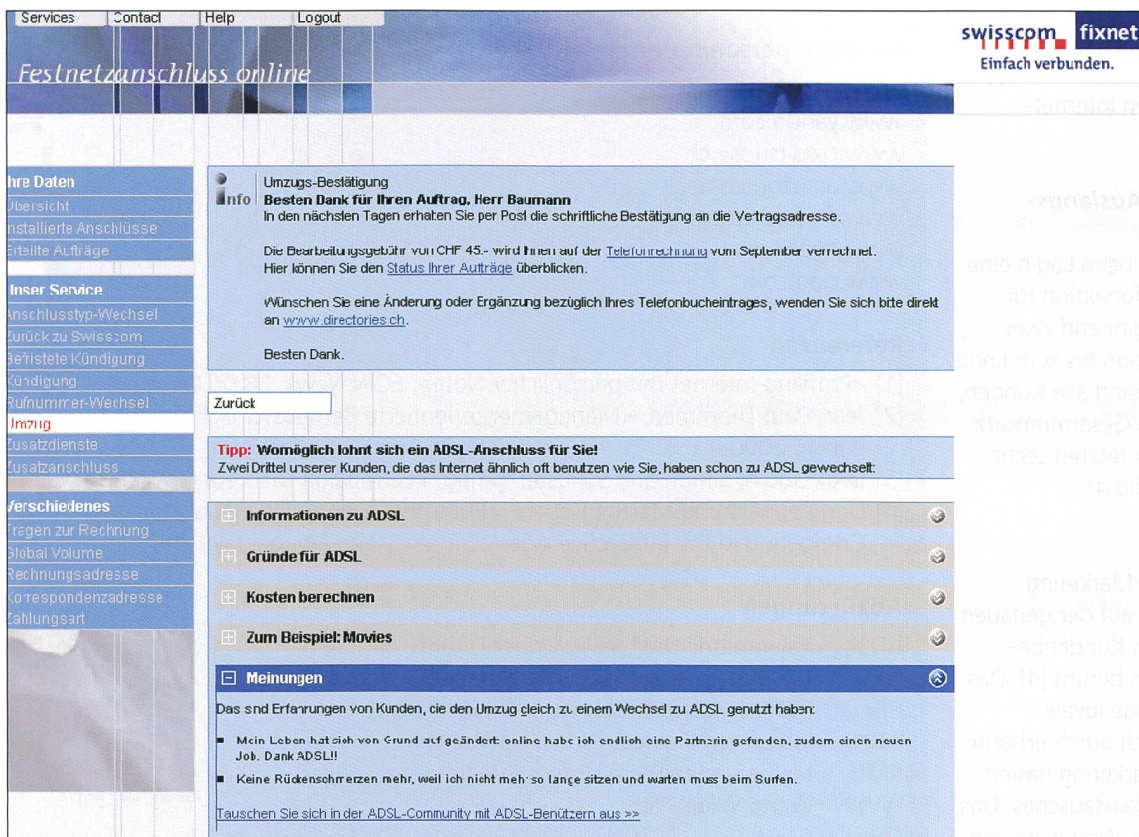 Services Contact Help Logout
swisscom fixnet
Einfach verbunden.
Festnetzanschluss online
Ihre Daten
Übersicht
Installierte Anschlüsse
Erteilte Aufträge
Unser Service
Anschlusstyp-Wechsel
Zurück zu Swisscom
Befristete Kündigung
Kündigung
Rufnummer-Wechsel
Umzug
Zusatzdienste
Zusatzanschluss
Verschiedenes
Fragen zur Rechnung
Global Volume
Rechnungsadresse
Korrespondenzadresse
Zahlungsart
info
Umzugs-Bestätigung
Besten Dank für Ihren Auftrag, Herr Baumann
In den nächsten Tagen erhalten Sie per Post die schriftliche Bestätigung an die Vertragsadresse.
Die Bearbeitungsgebühr von CHF 45.- wird Ihnen auf der Telefonrechnung vom September verrechnet.
Hier können Sie den Status Ihrer Aufträge überblicken.
Wünschen Sie eine Änderung oder Ergänzung bezüglich Ihres Telefonbucheintrages, wenden Sie sich bitte direkt
an www.directories.ch.
Besten Dank.
Zurück
Tipp: Womöglich lohnt sich ein ADSL-Anschluss für Sie!
Zwei Drittel unserer Kunden, die das Internet ähnlich oft benutzen wie Sie, haben schon zu ADSL gewechselt:
Informationen zu ADSL
Gründe für ADSL
Kosten berechnen
Zum Beispiel: Movies
Meinungen
Das sind Erfahrungen von Kunden, die den Umzug gleich zu einem Wechsel zu ADSL genutzt haben:
Mein Leben hat sich von Grund auf geändert: online habe ich endlich eine Partnerin gefunden, zudem einen neuen
Job. Dank ADSL!!
Keine Rückenschmerzen mehr, weil ich nicht mehr so lange sitzen und warten muss beim Surfen.
Tauschen Sie sich in der ADSL-Community mit ADSL-Benützern aus >>